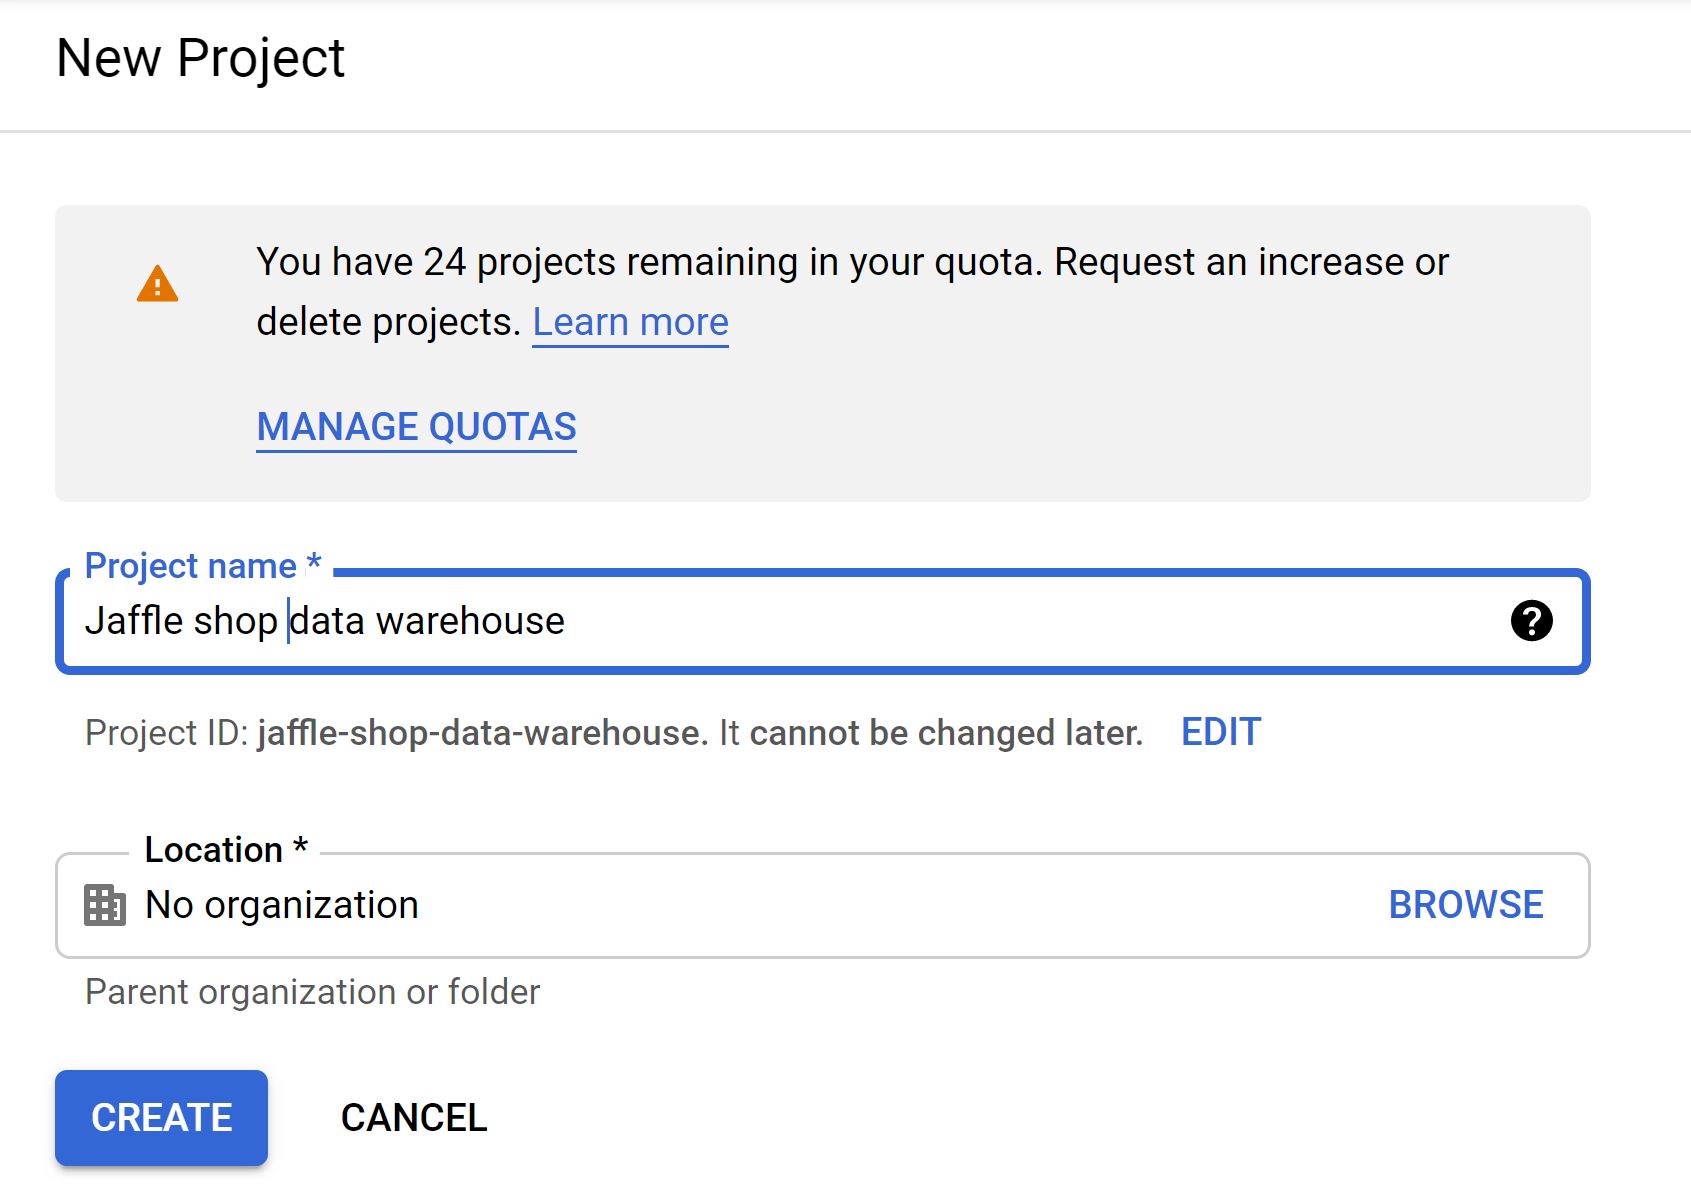 New Project
You have 24 projects remaining in your quota. Request an increase or
delete projects. Learn more
MANAGE QUOTAS
Project name *
Jaffle shop data warehouse
Project ID: jaffle-shop-data-warehouse. It cannot be changed later. EDIT
Location *
No organization BROWSE
Parent organization or folder
CREATE CANCEL